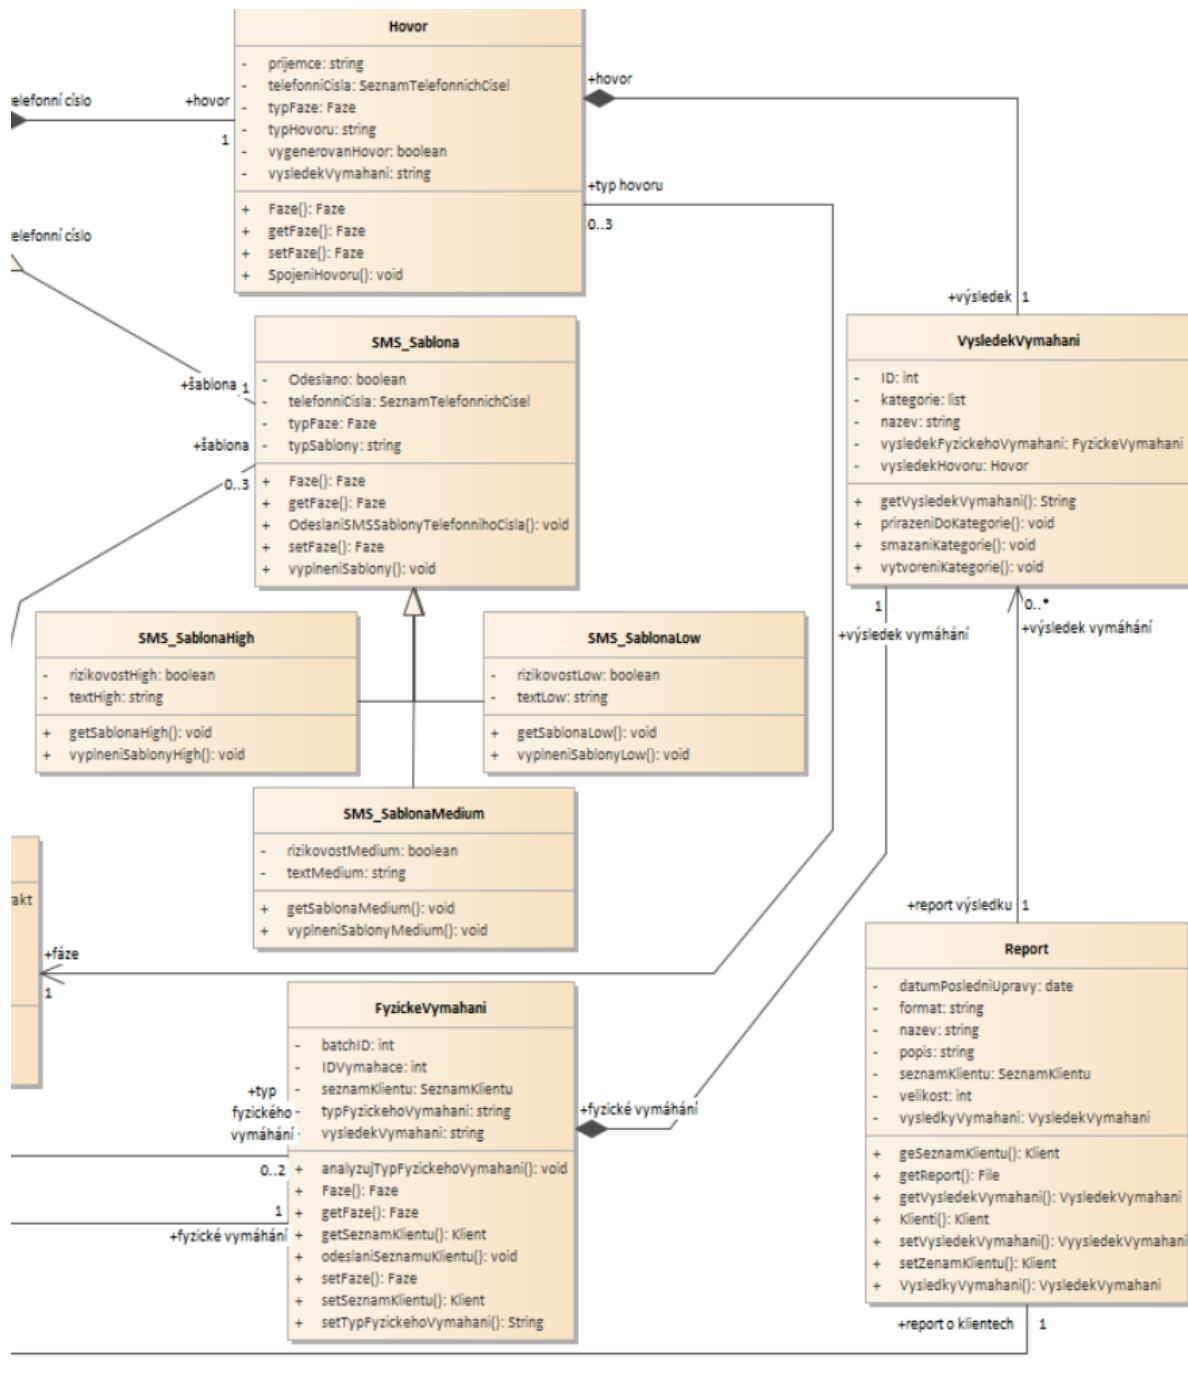 Hovor
- prijemce: string
- telefonniCisla: SeznamTelefonnichCisel
- typFaze: Faze
- typHovoru: string
- vygenerovanHovor: boolean
- vysledekVymahani: string
+ Faze(): Faze
+ getFaze(): Faze
+ setFaze(): Faze
+ SpojeniHovoru(): void
elefonní císlo
+hovor
1
+hovor
+typ hovoru
0..3
elefonní císlo
+výsledek 1
SMS_Sablona
- Odeslano: boolean
- telefonniCisla: SeznamTelefonnichCisel
- typFaze: Faze
- typSablony: string
+ Faze(): Faze
+ getFaze(): Faze
+ OdeslaniSMSSablonyTelefonnihoCisla(): void
+ setFaze(): Faze
+ vyplneniSablony(): void
+šablona 1
+šablona
0..3
VysledekVymahani
- ID: int
- kategorie: list
- nazev: string
- vysledekFyzickehoVymahani: FyzickeVymahani
- vysledekHovoru: Hovor
+ getVysledekVymahani(): String
+ prirazeniDoKategorie(): void
+ smazaniKategorie(): void
+ vytvoreniKategorie(): void
1
+výsledek vymáhání
0..*
+výsledek vymáhání
SMS_SablonaHigh
- rizikovostHigh: boolean
- textHigh: string
+ getSablonaHigh(): void
+ vyplneniSablonyHigh(): void
SMS_SablonaLow
- rizikovostLow: boolean
- textLow: string
+ getSablonaLow(): void
+ vyplneniSablonyLow(): void
SMS_SablonaMedium
- rizikovostMedium: boolean
- textMedium: string
+ getSablonaMedium(): void
+ vyplneniSablonyMedium(): void
akt
+fáze
1
+report výsledku 1
FyzickeVymahani
- batchID: int
- IDVymahace: int
- seznamKlientu: SeznamKlientu
- typFyzickehoVymahani: string
- vysledekVymahani: string
+ analyzujTypFyzickehoVymahani(): void
+ Faze(): Faze
+ getFaze(): Faze
+ getSeznamKlientu(): Klient
+ odeslaniSeznamuKlientu(): void
+ setFaze(): Faze
+ setSeznamKlientu(): Klient
+ setTypFyzickehoVymahani(): String
+typ
fyzického
vymáhání
0..2
1
+fyzické vymáhání
+fyzické vymáhání
Report
- datumPosledniUpravy: date
- format: string
- nazev: string
- popis: string
- seznamKlientu: SeznamKlientu
- velikost: int
- vysledkyVymahani: VysledekVymahani
+ geSeznamKlientu(): Klient
+ getReport(): File
+ getVysledekVymahani(): VysledekVymahani
+ Klienti(): Klient
+ setVysledekVymahani(): VyysledekVymahani
+ setZenamKlientu(): Klient
+ VysledkyVymahani(): VysledekVymahani
+report o klientech 1